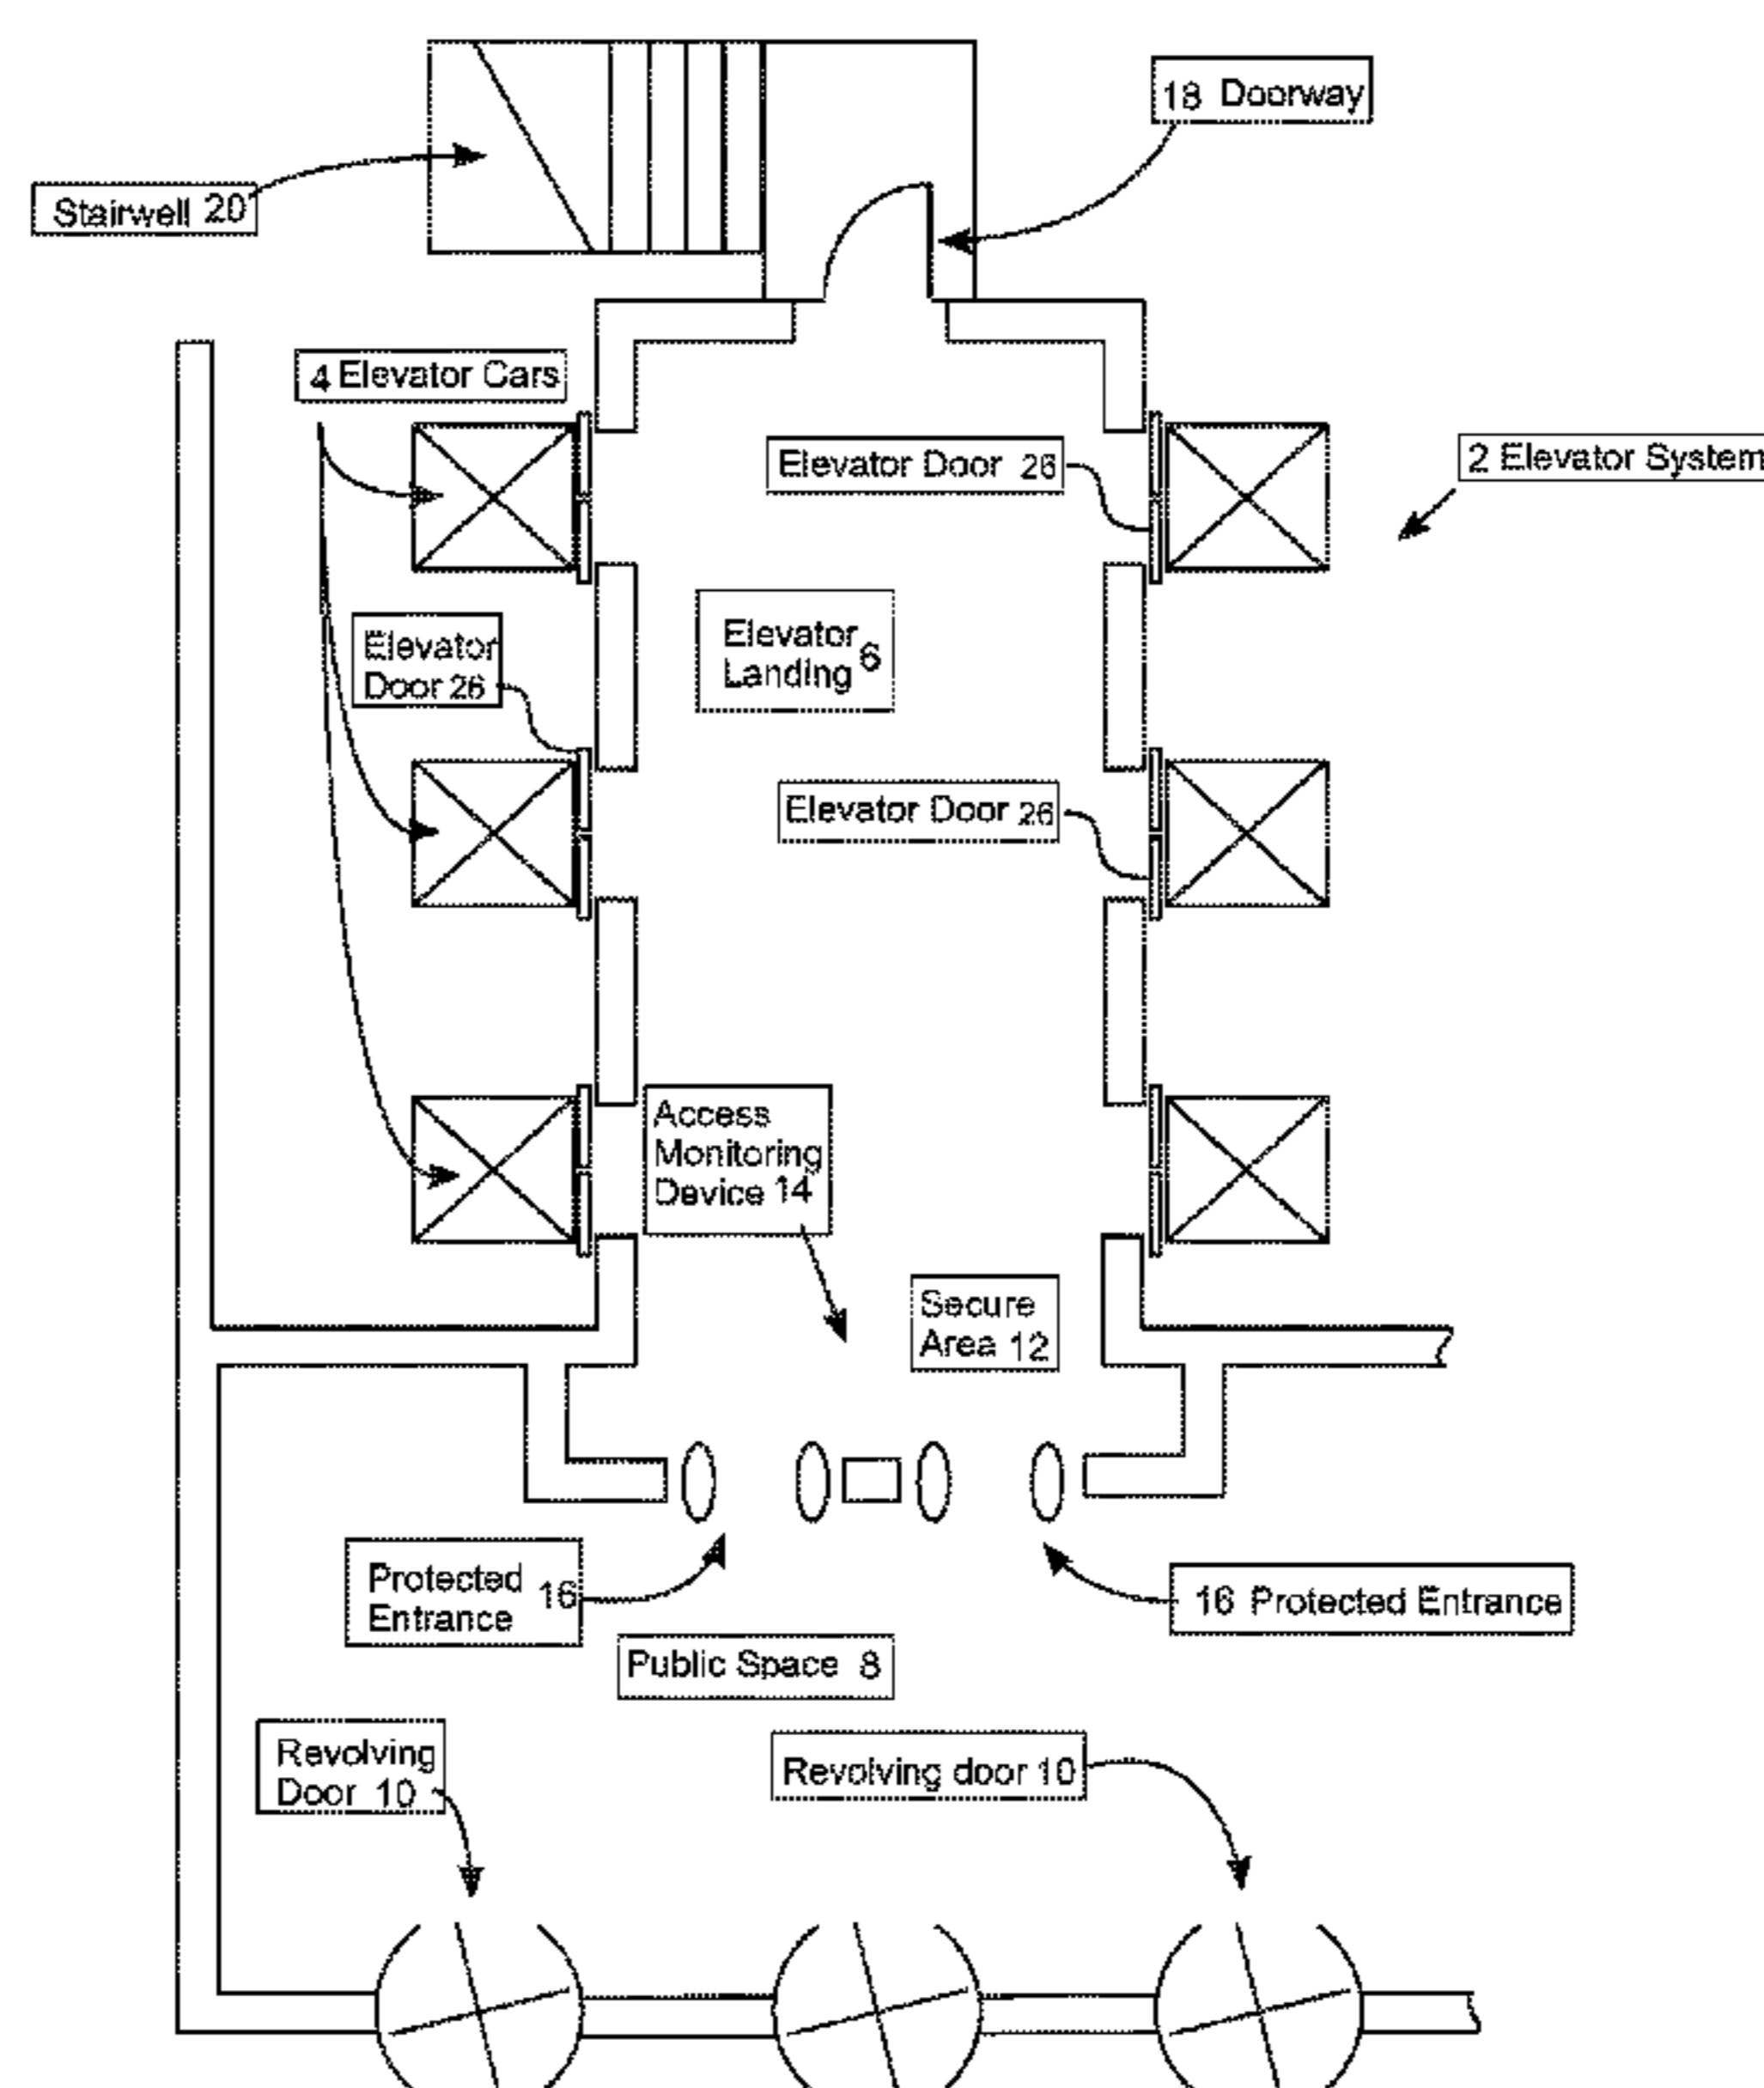 18 Doorway
Stairwell 20
4 Elevator Cars
Elevator Door 26
2 Elevator System
Elevator
Door 26
Elevator
Landing 6
Elevator Door 26
Access
Monitoring
Device 14
Secure
Area 12
Protected
Entrance 16
16 Protected Entrance
Public Space 8
Revolving
Door 10
Revolving door 10